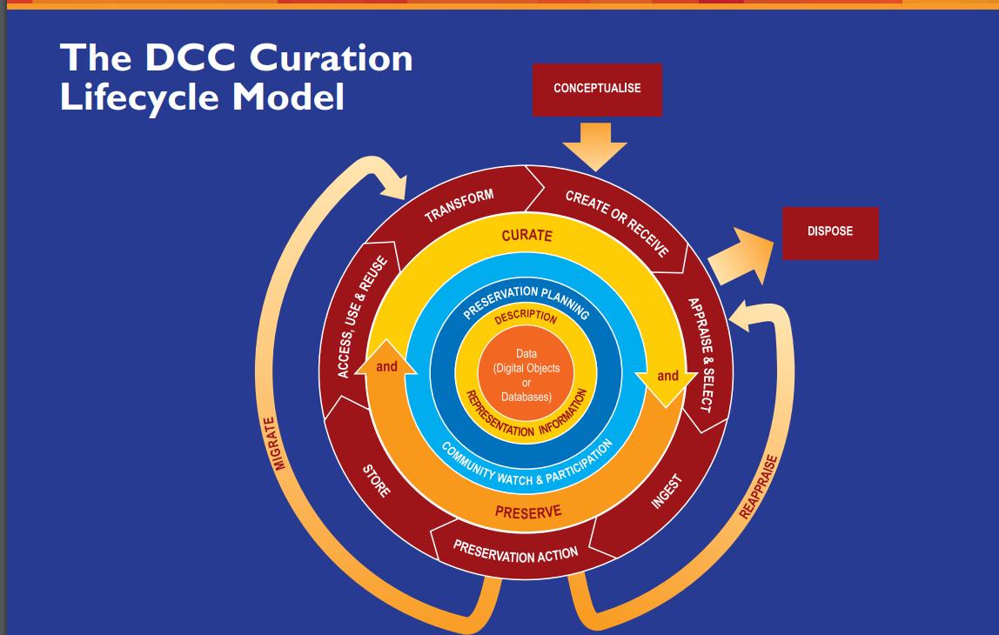 The DCC Curation
Lifecycle Model
CONCEPTUALISE
TRANSFORM
CREATE OR RECEIVE
DISPOSE
CURATE
ACCESS, USE & REUSE
PRESERVATION PLANNING
APPRAISE & SELECT
DESCRIPTION
Data
(Digital Objects
or
Databases)
and
and
REPRESENTATION INFORMATION
COMMUNITY WATCH & PARTICIPATION
MIGRATE
STORE
INGEST
REAPPRAISE
PRESERVE
PRESERVATION ACTION